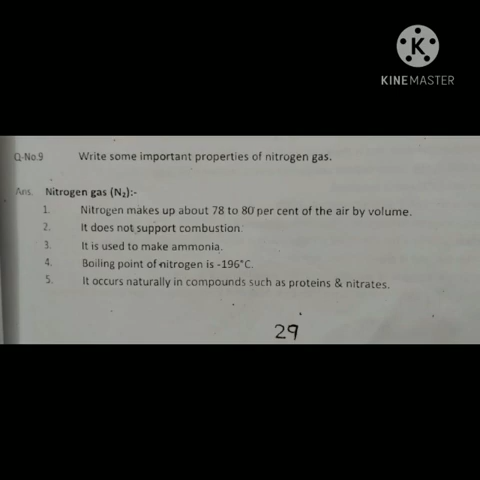 K
KINEMASTER
Q-No.9 Write some important properties of nitrogen gas.
Ans. Nitrogen gas (N₂):-
1. Nitrogen makes up about 78 to 80 per cent of the air by volume.
2. It does not support combustion.
3. It is used to make ammonia.
4. Boiling point of nitrogen is -196°C.
5. It occurs naturally in compounds such as proteins & nitrates.
29